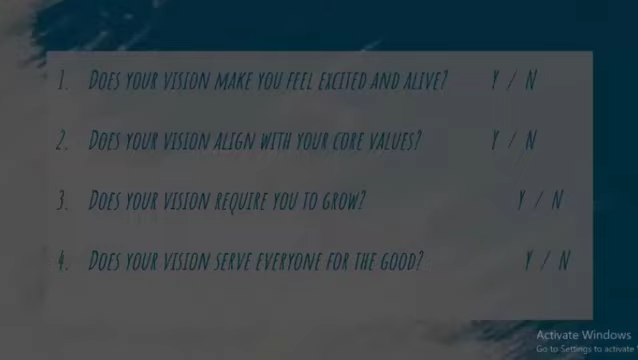 1. Does your vision make you feel excited and alive? Y / N
2. Does your vision align with your core values? Y / N
3. Does your vision require you to grow? Y / N
4. Does your vision serve everyone for the good? Y / N
Activate Windows
Go to Settings to activate